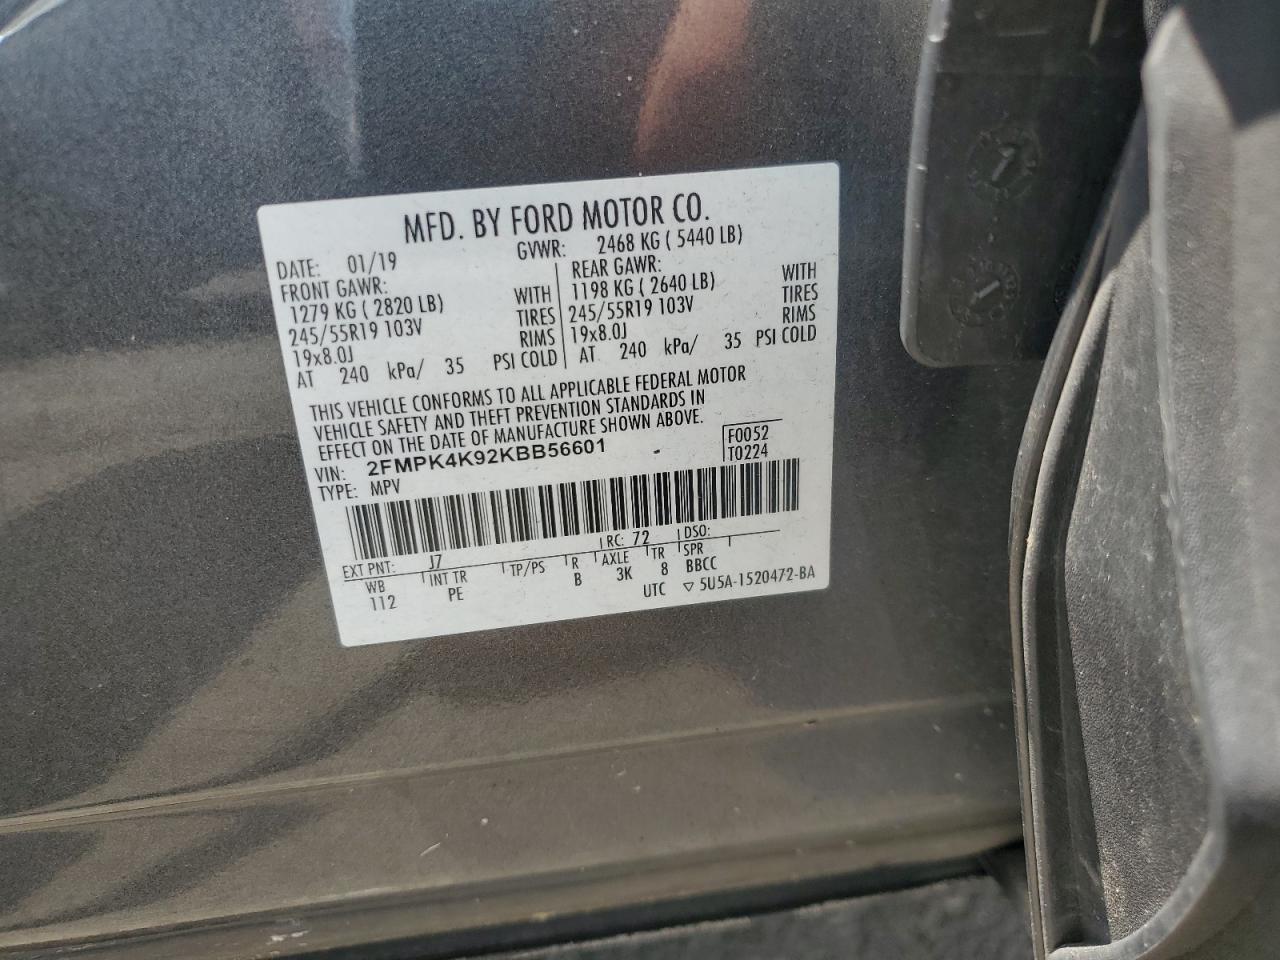 MFD. BY FORD MOTOR CO.
DATE: 01/19 GVWR: 2468 KG ( 5440 LB)
FRONT GAWR:
1279 KG ( 2820 LB) WITH
245/55R19 103V TIRES
19x8.0J RIMS
AT 240 kPa/ 35 PSI COLD
REAR GAWR: WITH
1198 KG ( 2640 LB) TIRES
245/55R19 103V RIMS
19x8.0J
AT 240 kPa/ 35 PSI COLD
THIS VEHICLE CONFORMS TO ALL APPLICABLE FEDERAL MOTOR
VEHICLE SAFETY AND THEFT PREVENTION STANDARDS IN
EFFECT ON THE DATE OF MANUFACTURE SHOWN ABOVE.
VIN: 2FMPK4K92KBB56601
TYPE: MPV
F0052
T0224
EXT PNT: J7 RC: 72 DSO:
WB INT TR TP/PS R AXLE TR SPR
112 PE B 3K 8 BBCC
UTC ▽ 5U5A-1520472-BA